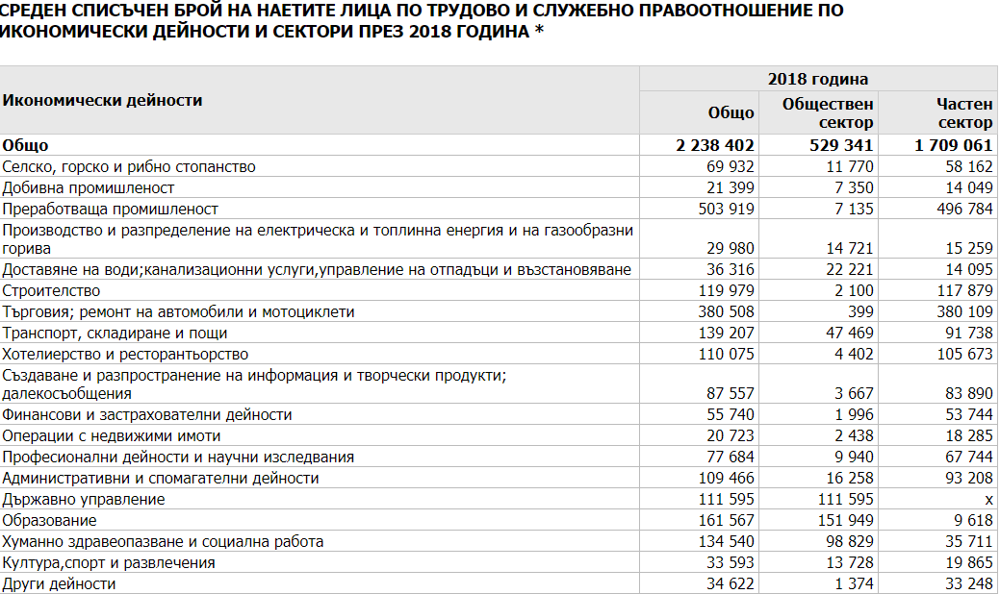 СРЕДЕН СПИСЪЧЕН БРОЙ НА НАЕТИТЕ ЛИЦА ПО ТРУДОВО И СЛУЖЕБНО ПРАВООТНОШЕНИЕ ПО
ИКОНОМИЧЕСКИ ДЕЙНОСТИ И СЕКТОРИ ПРЕЗ 2018 ГОДИНА *
Икономически дейности
2018 година
Общо
Обществен
сектор
Частен
сектор
Общо 2 238 402 529 341 1 709 061
Селско, горско и рибно стопанство 69 932 11 770 58 162
Добивна промишленост 21 399 7 350 14 049
Преработваща промишленост 503 919 7 135 496 784
Производство и разпределение на електрическа и топлинна енергия и на газообразни
горива 29 980 14 721 15 259
Доставяне на води;канализационни услуги,управление на отпадъци и възстановяване 36 316 22 221 14 095
Строителство 119 979 2 100 117 879
Търговия; ремонт на автомобили и мотоциклети 380 508 399 380 109
Транспорт, складиране и пощи 139 207 47 469 91 738
Хотелиерство и ресторантьорство 110 075 4 402 105 673
Създаване и разпространение на информация и творчески продукти;
далекосъобщения 87 557 3 667 83 890
Финансови и застрахователни дейности 55 740 1 996 53 744
Операции с недвижими имоти 20 723 2 438 18 285
Професионални дейности и научни изследвания 77 684 9 940 67 744
Административни и спомагателни дейности 109 466 16 258 93 208
Държавно управление 111 595 111 595 x
Образование 161 567 151 949 9 618
Хуманно здравеопазване и социална работа 134 540 98 829 35 711
Култура,спорт и развлечения 33 593 13 728 19 865
Други дейности 34 622 1 374 33 248